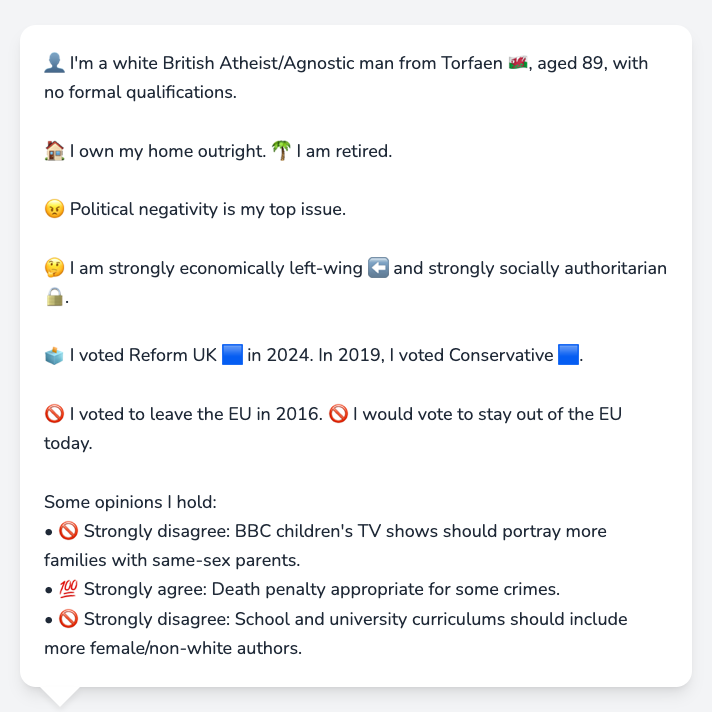 👤 I'm a white British Atheist/Agnostic man from Torfaen 🏴󠁧󠁢󠁷󠁬󠁳󠁿, aged 89, with
no formal qualifications.
🏠 I own my home outright. 🌴 I am retired.
😠 Political negativity is my top issue.
🤔 I am strongly economically left-wing ⬅️ and strongly socially authoritarian
🔒.
🗳️ I voted Reform UK 🟦 in 2024. In 2019, I voted Conservative 🟦.
🚫 I voted to leave the EU in 2016. 🚫 I would vote to stay out of the EU
today.
Some opinions I hold:
• 🚫 Strongly disagree: BBC children's TV shows should portray more
families with same-sex parents.
• 💯 Strongly agree: Death penalty appropriate for some crimes.
• 🚫 Strongly disagree: School and university curriculums should include
more female/non-white authors.